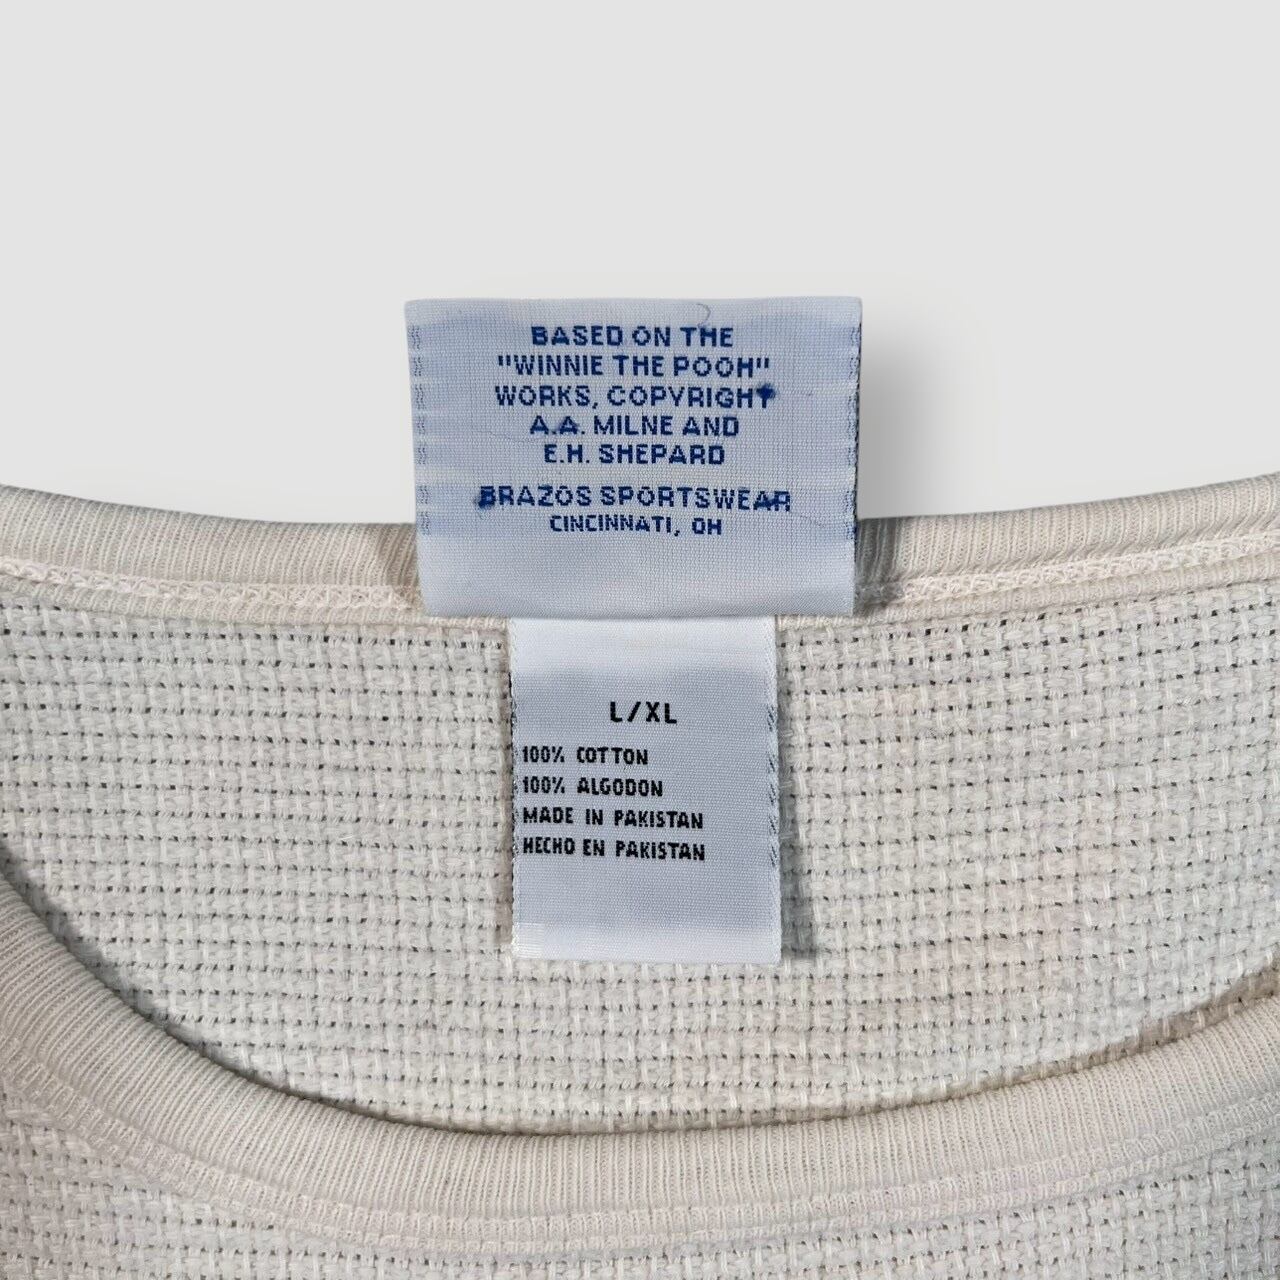 BASED ON THE
"WINNIE THE POOH"
WORKS, COPYRIGHT
A.A. MILNE AND
E.H. SHEPARD
BRAZOS SPORTSWEAR
CINCINNATI, OH
L/XL
100% COTTON
100% ALGODON
MADE IN PAKISTAN
HECHO EN PAKISTAN